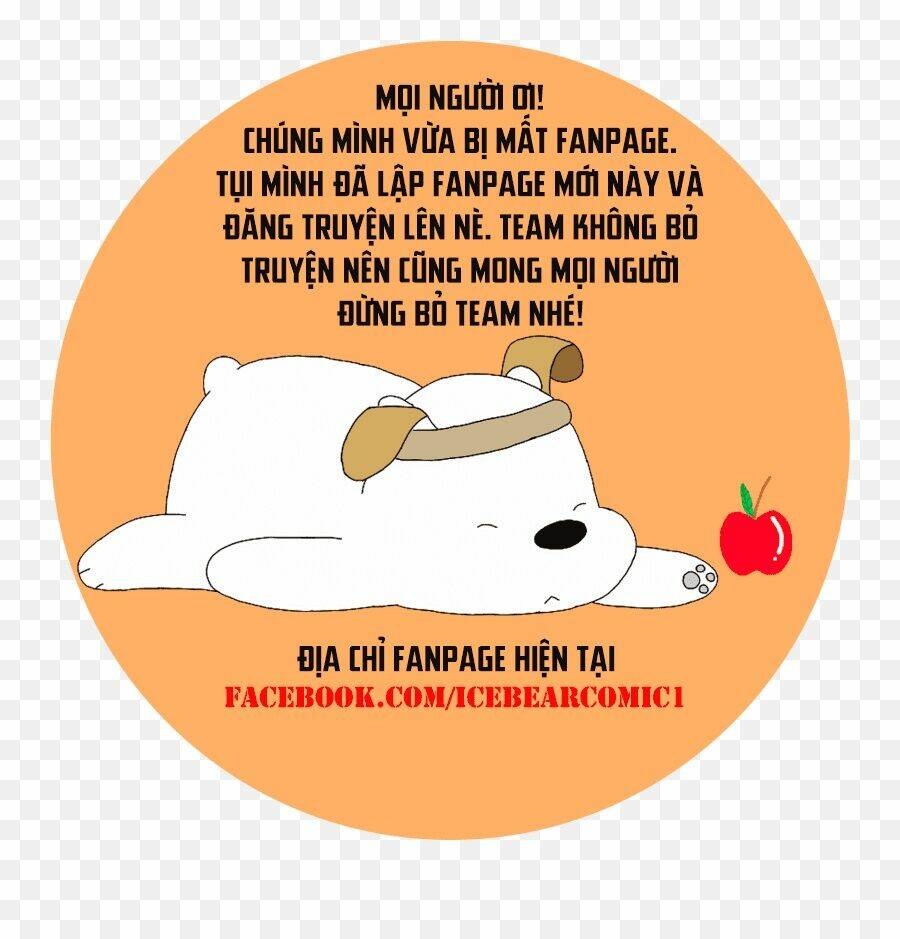 MỌI NGƯỜI ƠI!
CHÚNG MÌNH VỪA BỊ MẤT FANPAGE.
TỤI MÌNH ĐÃ LẬP FANPAGE MỚI NÀY VÀ
ĐĂNG TRUYỆN LÊN NÈ. TEAM KHÔNG BỎ
TRUYỆN NÊN CŨNG MONG MỌI NGƯỜI
ĐỪNG BỎ TEAM NHÉ!
ĐỊA CHỈ FANPAGE HIỆN TẠI
FACEBOOK.COM/ICEBEARCOMIC1